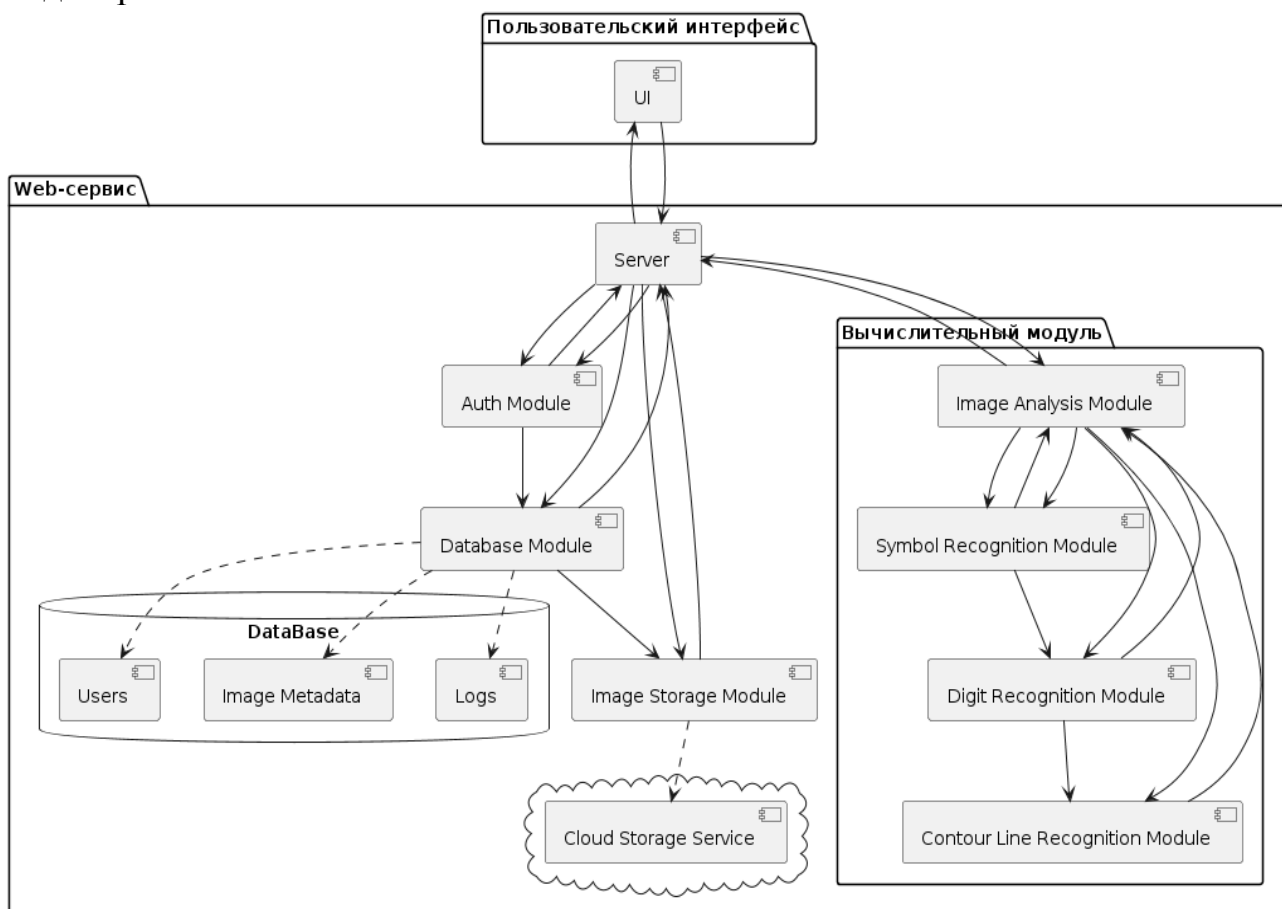 Пользовательский интерфейс
UI
Web-сервис
Server
Вычислительный модуль
Auth Module
Image Analysis Module
Database Module
Symbol Recognition Module
DataBase
Users
Image Metadata
Logs
Image Storage Module
Digit Recognition Module
Cloud Storage Service
Contour Line Recognition Module